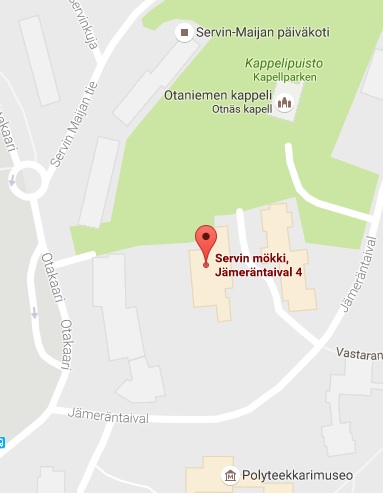 Servinkuja
Servin-Maijan päiväkoti
Kappelipuisto
Kappellparken
Otaniemen kappeli
Otnäs kapell
Otakaari
Servin Maijan tie
Servin mökki,
Jämeräntaival 4
Jämeräntaival
Otakaari
Otakaari
Vastaran
Jämeräntaival
Polyteekkarimuseo